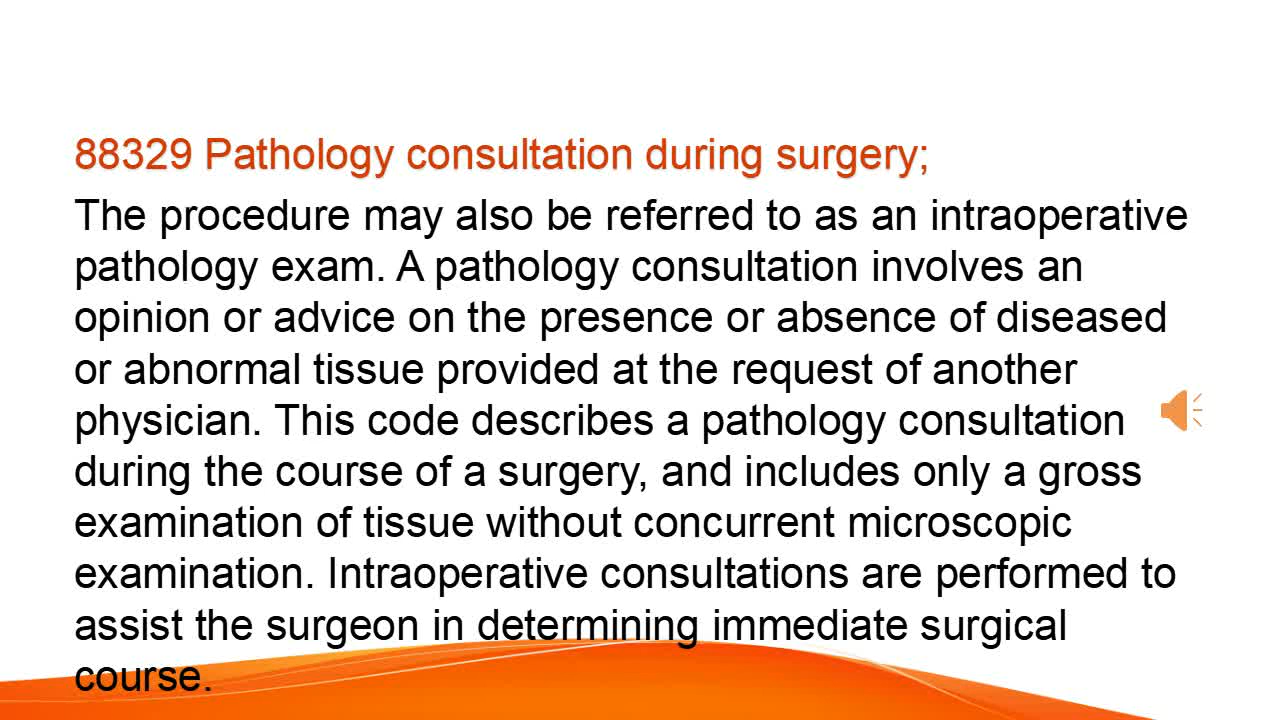 88329 Pathology consultation during surgery;
The procedure may also be referred to as an intraoperative
pathology exam. A pathology consultation involves an
opinion or advice on the presence or absence of diseased
or abnormal tissue provided at the request of another
physician. This code describes a pathology consultation
during the course of a surgery, and includes only a gross
examination of tissue without concurrent microscopic
examination. Intraoperative consultations are performed to
assist the surgeon in determining immediate surgical
course.